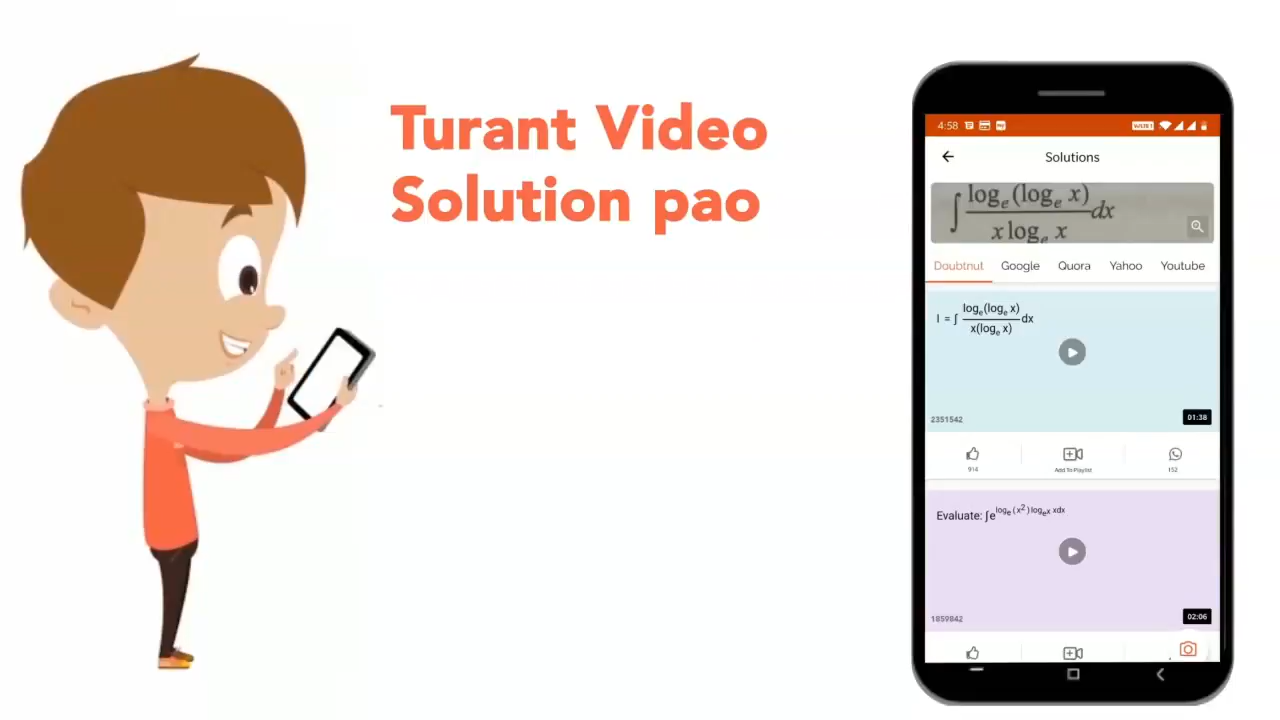 Turant Video
Solution pao
4:58
Solutions
∫ logₑ(logₑ x) / x logₑ x dx
Doubtnut Google Quora Yahoo Youtube
I = ∫ logₑ(logₑ x) / x(logₑ x) dx
2351542 01:38
914 Add To Playlist 152
Evaluate: ∫e^logₑ(x²)logₑx xdx
1859842 02:06